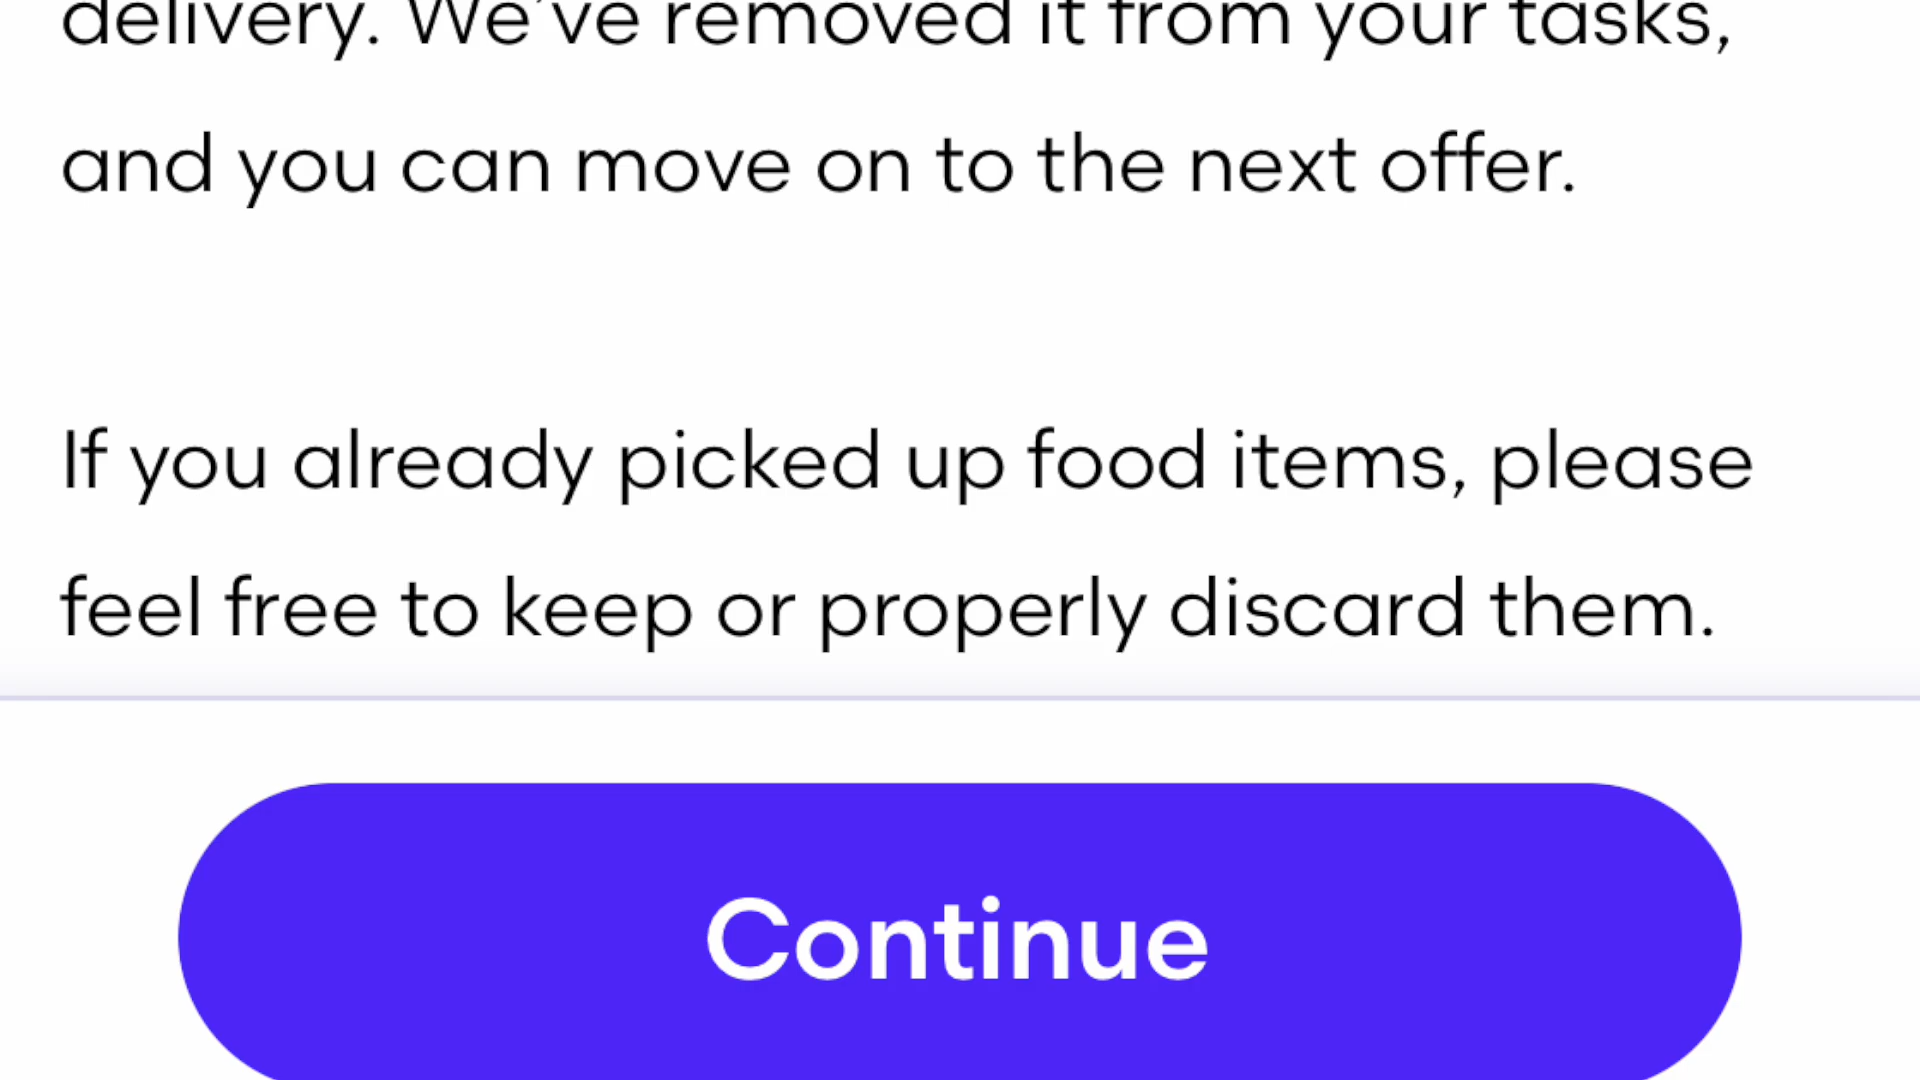 delivery. We've removed it from your tasks,
and you can move on to the next offer.
If you already picked up food items, please
feel free to keep or properly discard them.
Continue